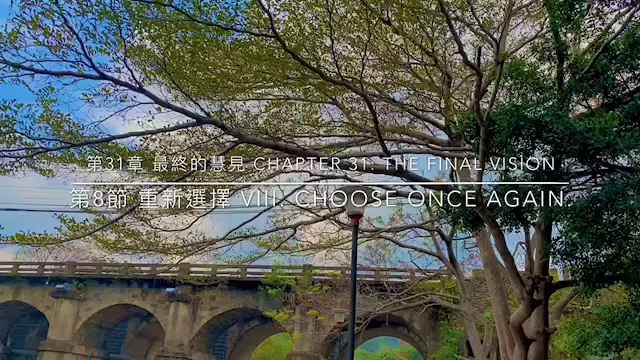 第31章 最終的慧見 CHAPTER 31: THE FINAL VISION
第8節 重新選擇 VIII. CHOOSE ONCE AGAIN